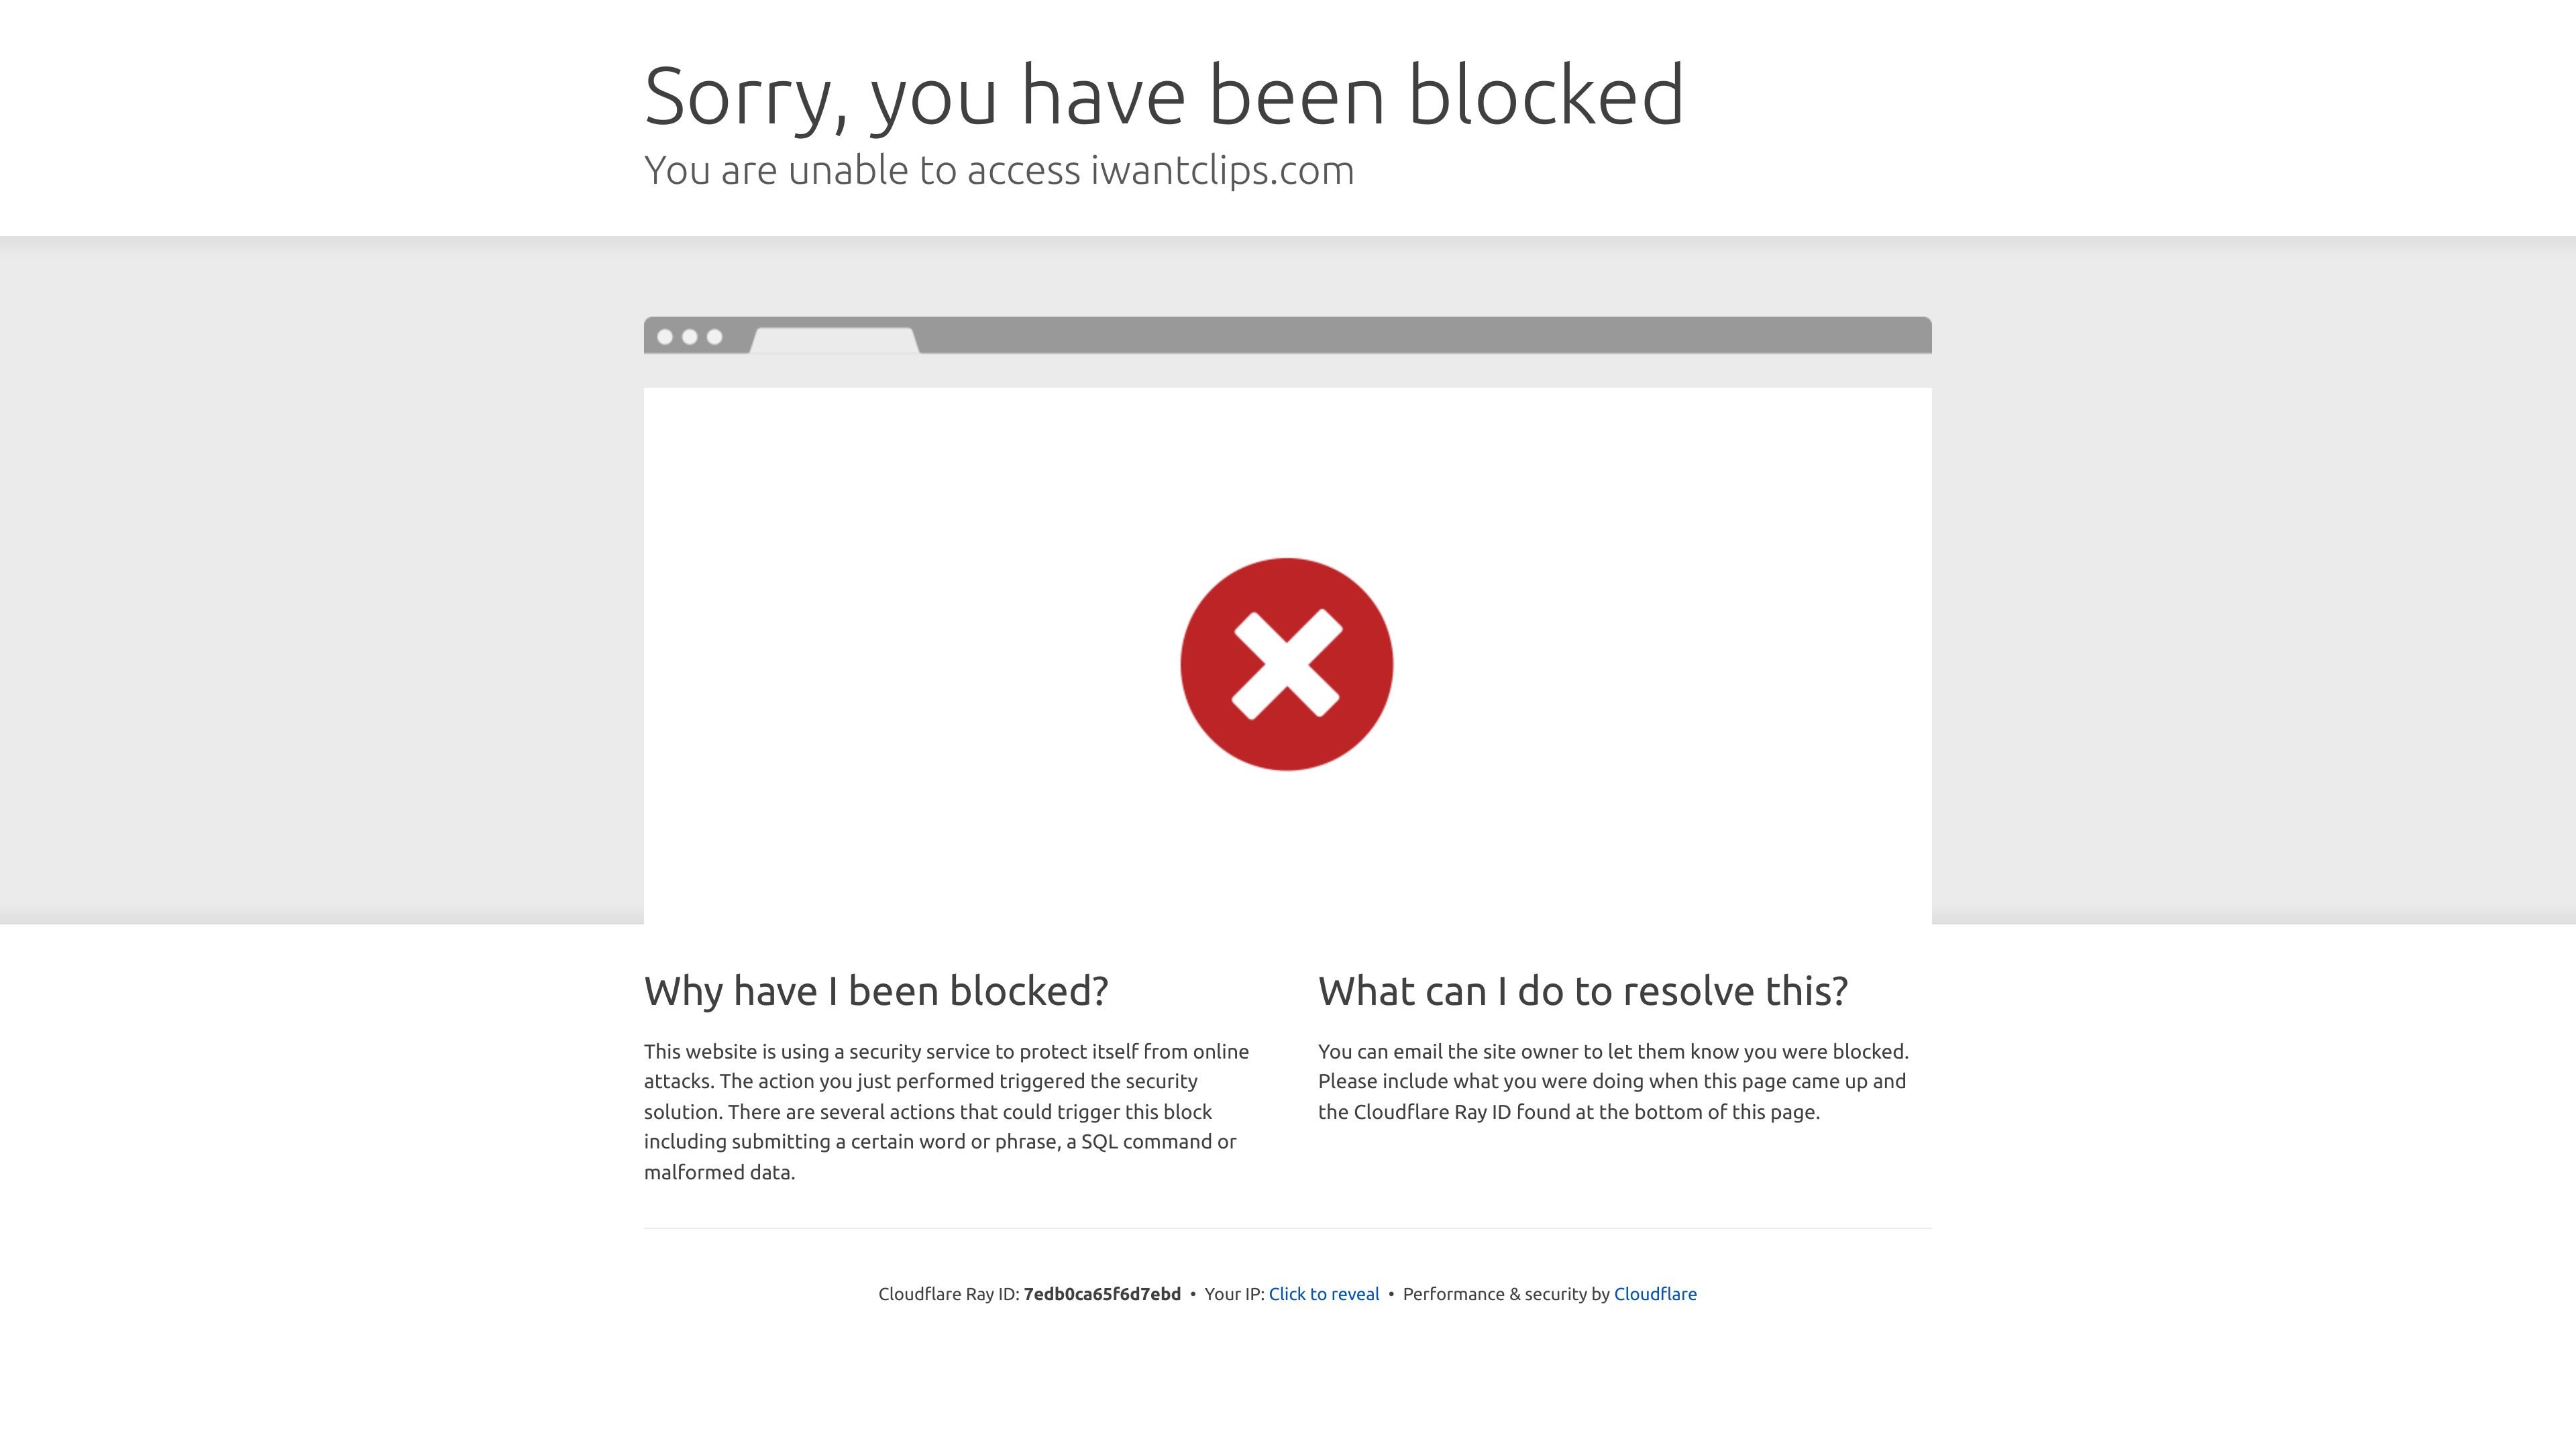 Sorry, you have been blocked
You are unable to access iwantclips.com
Why have I been blocked?
This website is using a security service to protect itself from online
attacks. The action you just performed triggered the security
solution. There are several actions that could trigger this block
including submitting a certain word or phrase, a SQL command or
malformed data.
What can I do to resolve this?
You can email the site owner to let them know you were blocked.
Please include what you were doing when this page came up and
the Cloudflare Ray ID found at the bottom of this page.
Cloudflare Ray ID: 7edb0ca65f6d7ebd • Your IP: Click to reveal • Performance & security by Cloudflare